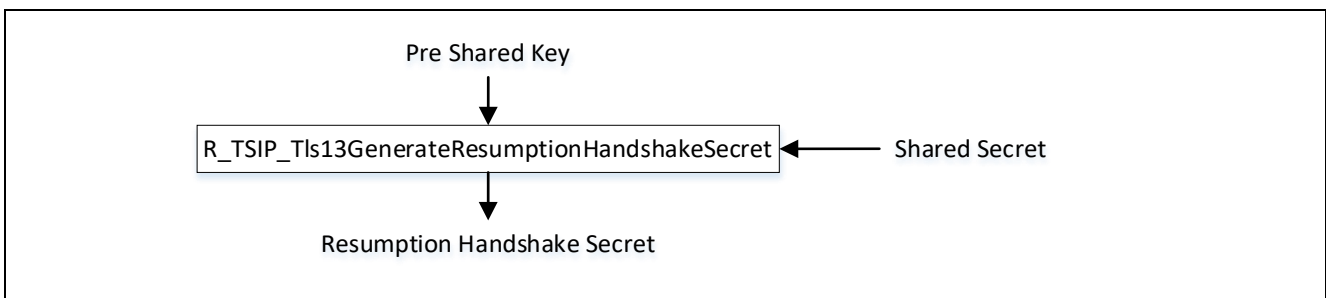 Pre Shared Key
R_TSIP_Tls13GenerateResumptionHandshakeSecret
Shared Secret
Resumption Handshake Secret